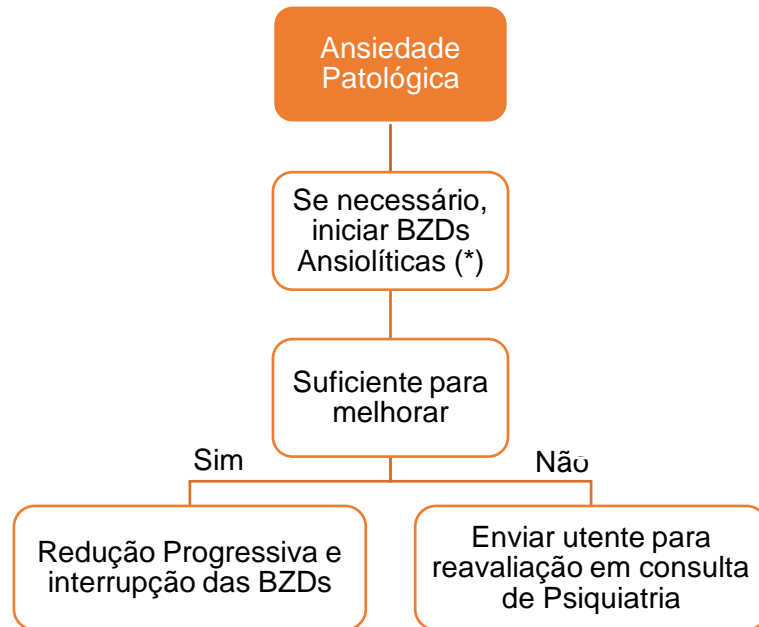 Ansiedade
Patológica
Se necessário,
iniciar BZDs
Ansiolíticas (*)
Suficiente para
melhorar
Sim
Não
Redução Progressiva e
interrupção das BZDs
Enviar utente para
reavaliação em consulta
de Psiquiatria